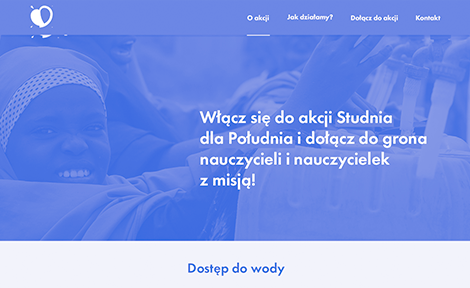 O akcji Jak działamy? Dołącz do akcji Kontakt
Włącz się do akcji Studnia
dla Południa i dołącz do grona
nauczycieli i nauczycielek
z misją!
Dostęp do wody